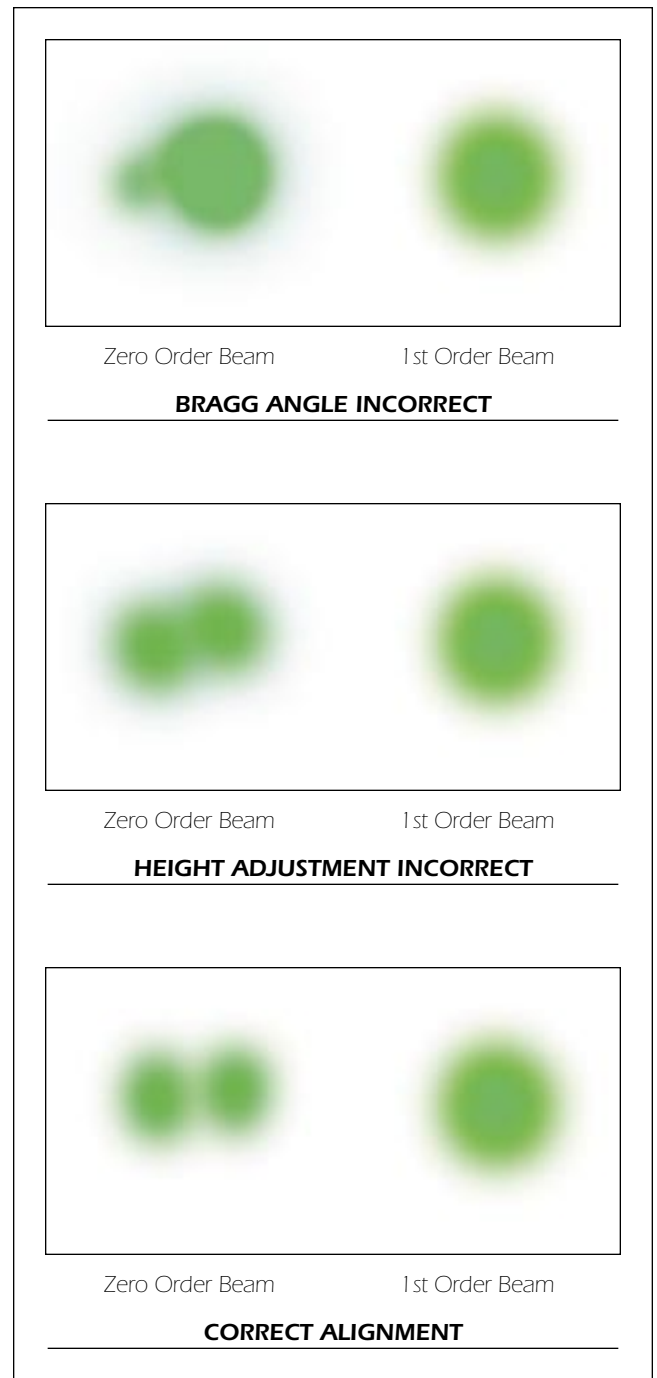 Zero Order Beam 1st Order Beam
BRAGG ANGLE INCORRECT
Zero Order Beam 1st Order Beam
HEIGHT ADJUSTMENT INCORRECT
Zero Order Beam 1st Order Beam
CORRECT ALIGNMENT